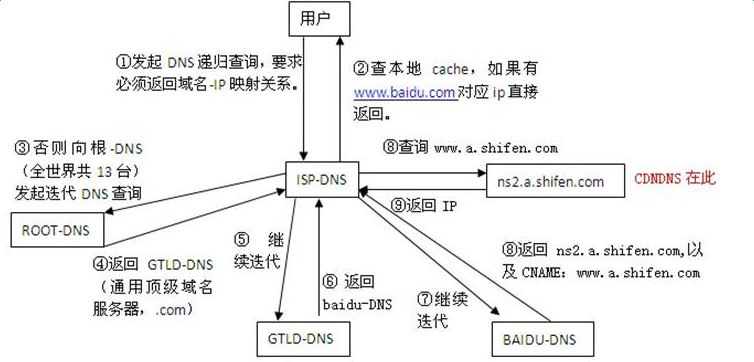 用户
①发起 DNS 递归查询，要求
必须返回域名-IP 映射关系。
②查本地 cache，如果有
www.baidu.com 对应 ip 直接
返回。
③否则向根-DNS
（全世界共 13 台）
发起迭代 DNS 查询
⑧查询 www.a.shifen.com
ISP-DNS
ns2.a.shifen.com
CDNDNS 在此
⑨返回 IP
ROOT-DNS
④返回 GTLD-DNS
（通用顶级域名
服务器，.com）
⑤ 继
续迭代
⑥ 返回
baidu-DNS
⑦继续
迭代
⑧返回 ns2.a.shifen.com,以
及 CNAME：www.a.shifen.com
GTLD-DNS
BAIDU-DNS